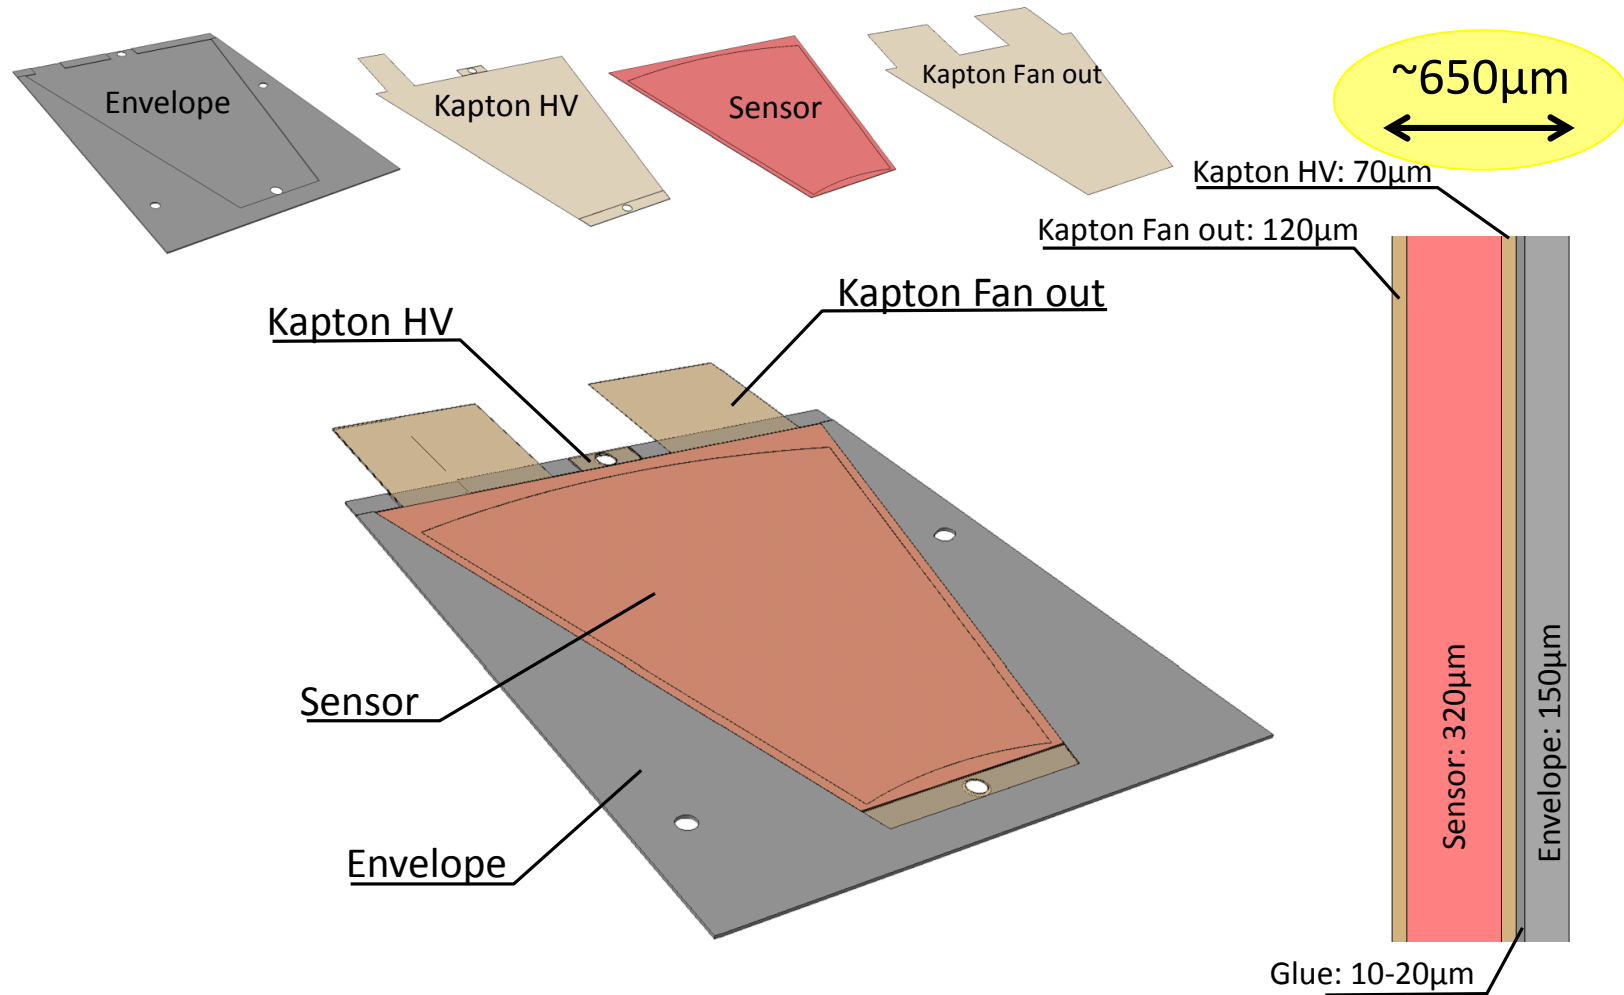 Envelope
Kapton HV
Sensor
Kapton Fan out
~650µm
Kapton HV: 70µm
Kapton Fan out: 120µm
Kapton HV
Kapton Fan out
Sensor
Envelope
Sensor: 320µm
Envelope: 150µm
Glue: 10-20µm